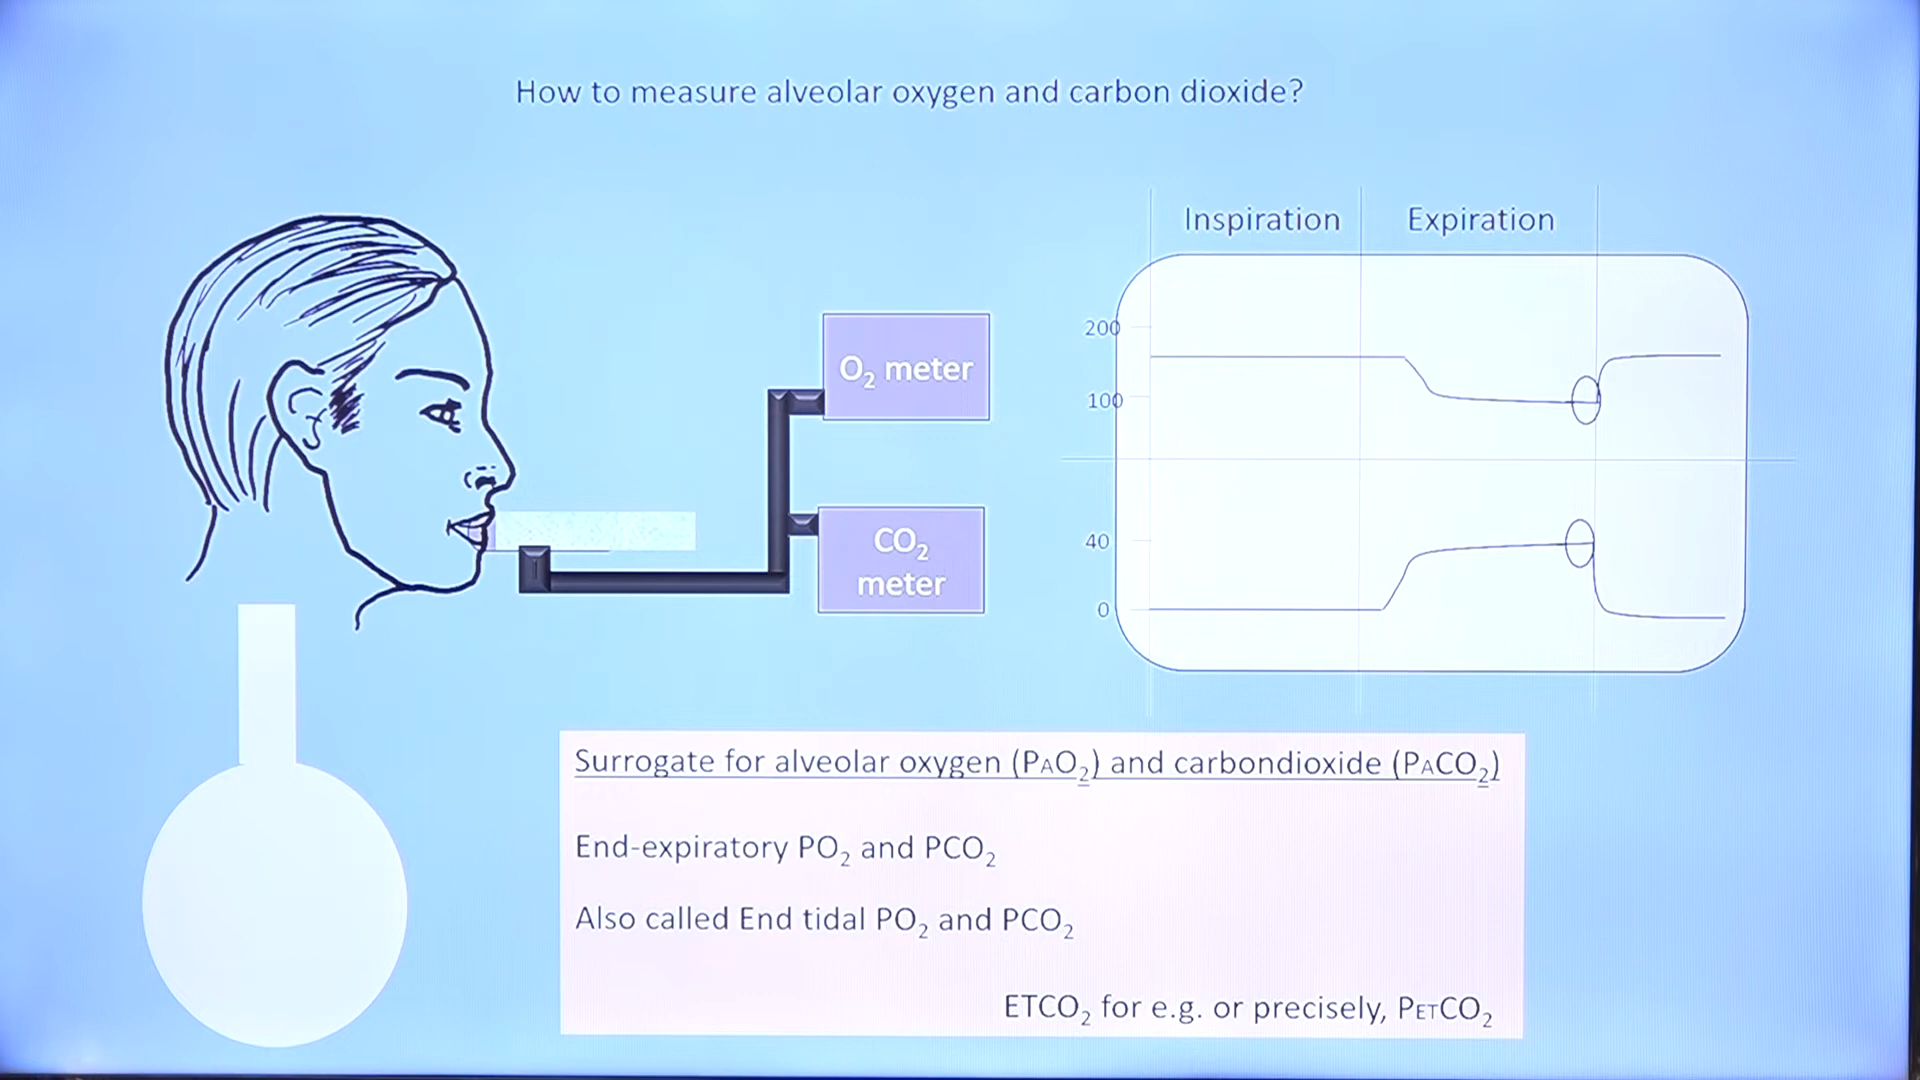 How to measure alveolar oxygen and carbon dioxide?
Inspiration
Expiration
200
100
40
0
O₂ meter
CO₂
meter
Surrogate for alveolar oxygen (PAO₂) and carbondioxide (PACO₂)
End-expiratory PO₂ and PCO₂
Also called End tidal PO₂ and PCO₂
ETCO₂ for e.g. or precisely, PETCO₂